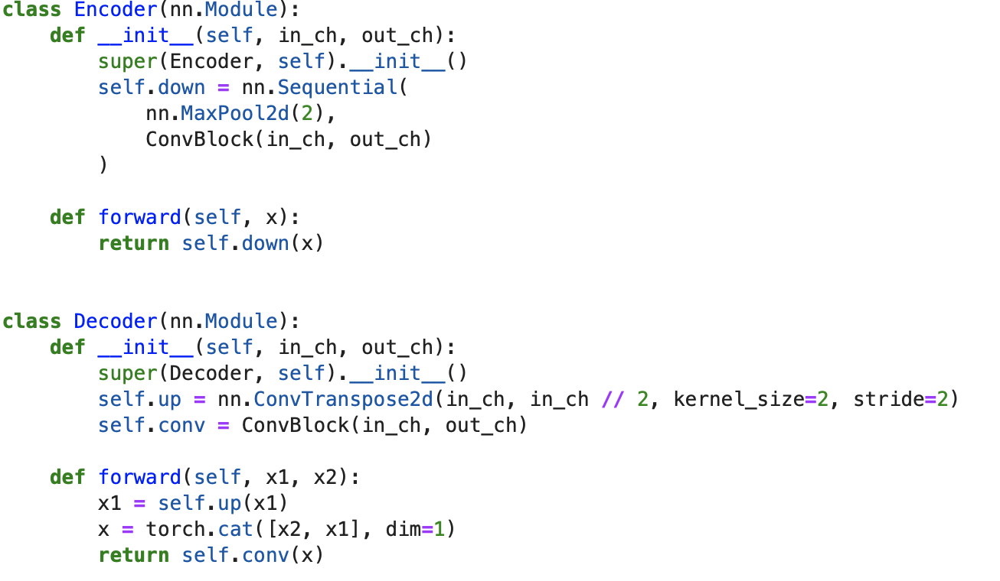 class Encoder(nn.Module):
    def __init__(self, in_ch, out_ch):
        super(Encoder, self).__init__()
        self.down = nn.Sequential(
            nn.MaxPool2d(2),
            ConvBlock(in_ch, out_ch)
        )
    def forward(self, x):
        return self.down(x)
class Decoder(nn.Module):
    def __init__(self, in_ch, out_ch):
        super(Decoder, self).__init__()
        self.up = nn.ConvTranspose2d(in_ch, in_ch // 2, kernel_size=2, stride=2)
        self.conv = ConvBlock(in_ch, out_ch)
    def forward(self, x1, x2):
        x1 = self.up(x1)
        x = torch.cat([x2, x1], dim=1)
        return self.conv(x)